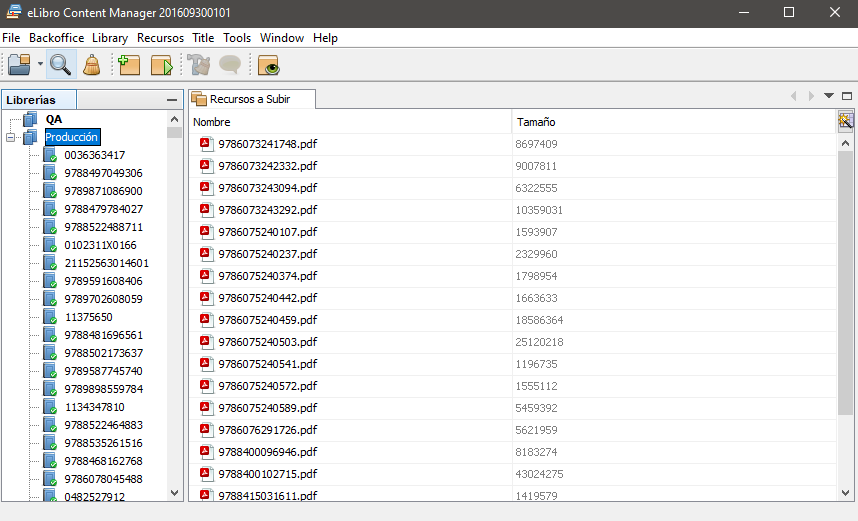 eLibro Content Manager 201609300101
File Backoffice Library Recursos Title Tools Window Help
Librerías
QA
Producción
0036363417
9788497049306
9789871086900
9788479784027
9788522488711
0102311X0166
21152563014601
9789591608406
9789702608059
11375650
9788481696561
9788502173637
9789587745740
9789898559784
1134347810
9788522464883
9788535261516
9788468162768
9786078045488
0482527912
Recursos a Subir
Nombre Tamaño
9786073241748.pdf 8697409
9786073242332.pdf 9007811
9786073243094.pdf 6322555
9786073243292.pdf 10359031
9786075240107.pdf 1593907
9786075240237.pdf 2329960
9786075240374.pdf 1798954
9786075240442.pdf 1663633
9786075240459.pdf 18586364
9786075240503.pdf 25120218
9786075240541.pdf 1196735
9786075240572.pdf 1555112
9786075240589.pdf 5459392
9786076291726.pdf 5621959
9788400096946.pdf 8183274
9788400102715.pdf 43024275
9788415031611.pdf 1419579